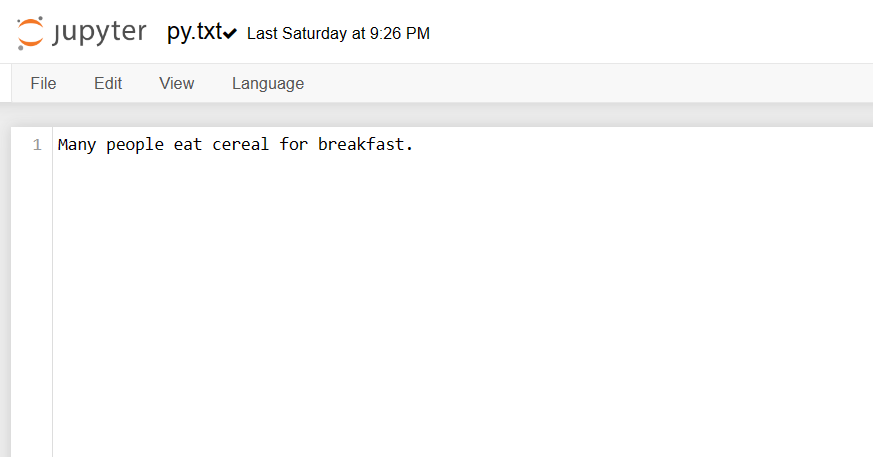 jupyter py.txt Last Saturday at 9:26 PM
File Edit View Language
1 Many people eat cereal for breakfast.